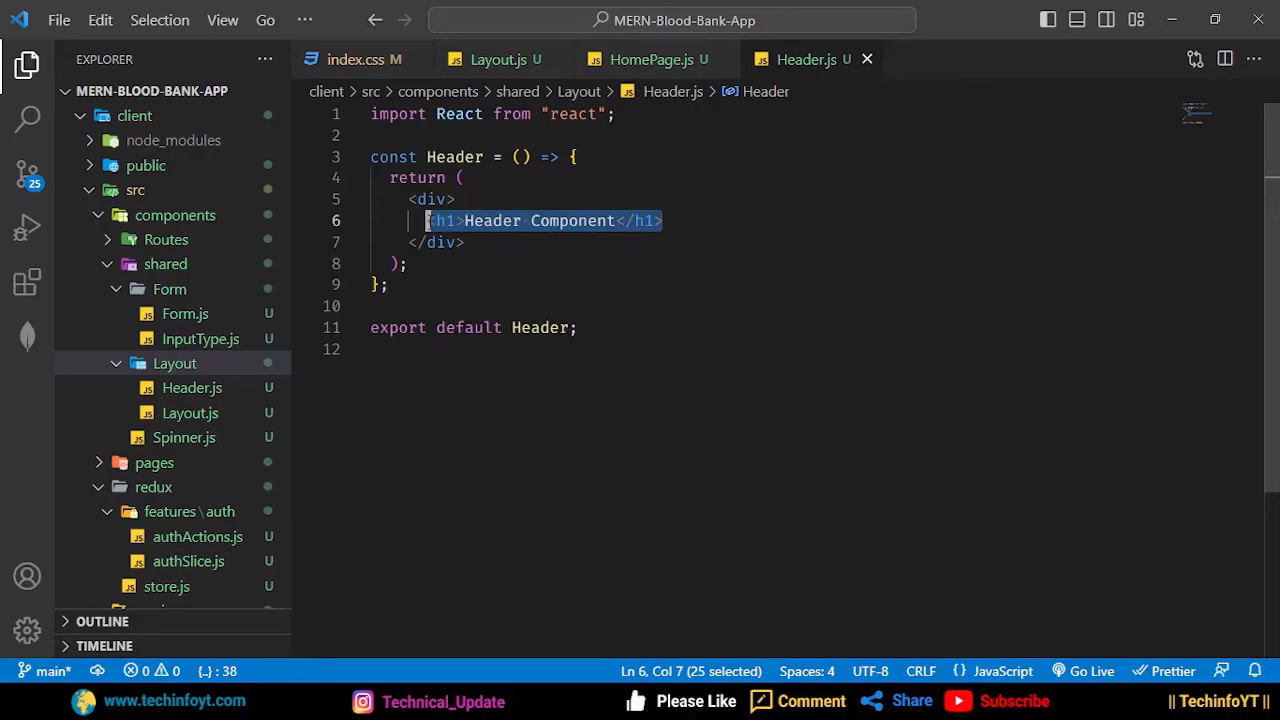 File Edit Selection View Go ··· MERN-Blood-Bank-App
EXPLORER ···
index.css M
Layout.js U
HomePage.js U
Header.js U
MERN-BLOOD-BANK-APP
client
node_modules
public
src
components
Routes
shared
Form
Form.js U
InputType.js U
Layout
Header.js U
Layout.js U
Spinner.js U
pages
redux
features\auth
authActions.js U
authSlice.js U
store.js U
OUTLINE
TIMELINE
25
client > src > components > shared > Layout > Header.js > Header
1 import React from "react";
2
3 const Header = () => {
4 return (
5 <div>
6 <h1>Header Component</h1>
7 </div>
8 );
9 };
10
11 export default Header;
12
main* 0 0 {..} : 38 Ln 6, Col 7 (25 selected) Spaces: 4 UTF-8 CRLF {} JavaScript Go Live Prettier
www.techinfoyt.com Technical_Update Please Like Comment Share Subscribe || TechinfoYT ||